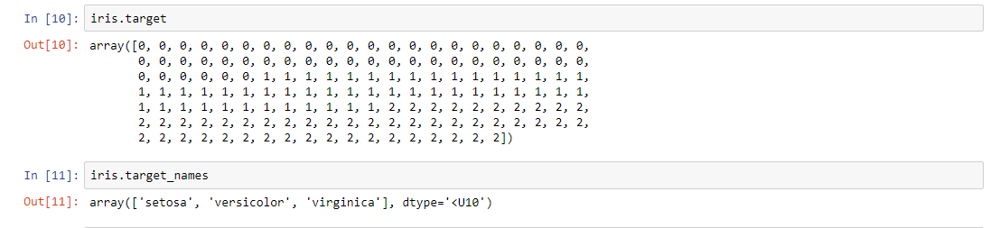 In [10]: iris.target
Out[10]: array([0, 0, 0, 0, 0, 0, 0, 0, 0, 0, 0, 0, 0, 0, 0, 0, 0, 0, 0, 0, 0, 0,
0, 0, 0, 0, 0, 0, 0, 0, 0, 0, 0, 0, 0, 0, 0, 0, 0, 0, 0, 0, 0, 0,
0, 0, 0, 0, 0, 0, 1, 1, 1, 1, 1, 1, 1, 1, 1, 1, 1, 1, 1, 1, 1, 1,
1, 1, 1, 1, 1, 1, 1, 1, 1, 1, 1, 1, 1, 1, 1, 1, 1, 1, 1, 1, 1, 1,
1, 1, 1, 1, 1, 1, 1, 1, 1, 1, 1, 1, 2, 2, 2, 2, 2, 2, 2, 2, 2, 2,
2, 2, 2, 2, 2, 2, 2, 2, 2, 2, 2, 2, 2, 2, 2, 2, 2, 2, 2, 2, 2, 2,
2, 2, 2, 2, 2, 2, 2, 2, 2, 2, 2, 2, 2, 2, 2, 2, 2, 2])
In [11]: iris.target_names
Out[11]: array(['setosa', 'versicolor', 'virginica'], dtype='<U10')